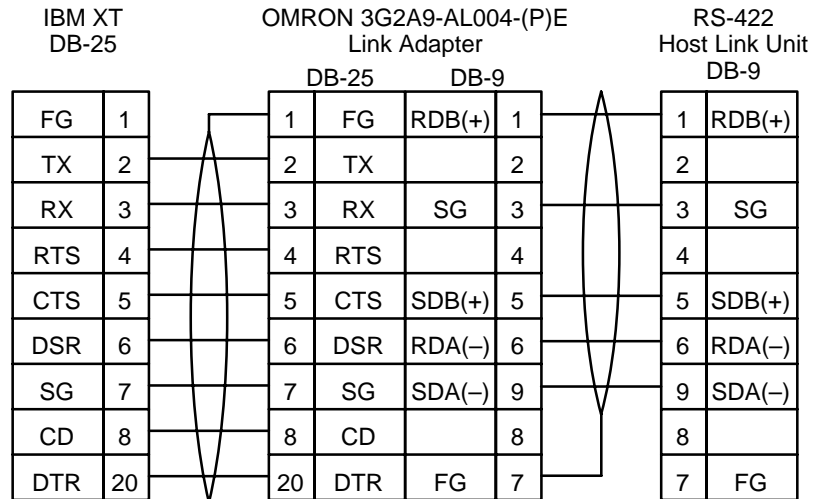 IBM XT OMRON 3G2A9-AL004-(P)E RS-422
DB-25 Link Adapter Host Link Unit
DB-25 DB-9 DB-9
FG 1 1 FG RDB(+) 1 1 RDB(+)
TX 2 2 TX 2 2
RX 3 3 RX SG 3 3 SG
RTS 4 4 RTS 4 4
CTS 5 5 CTS SDB(+) 5 5 SDB(+)
DSR 6 6 DSR RDA(–) 6 6 RDA(–)
SG 7 7 SG SDA(–) 9 9 SDA(–)
CD 8 8 CD 8 8
DTR 20 20 DTR FG 7 7 FG